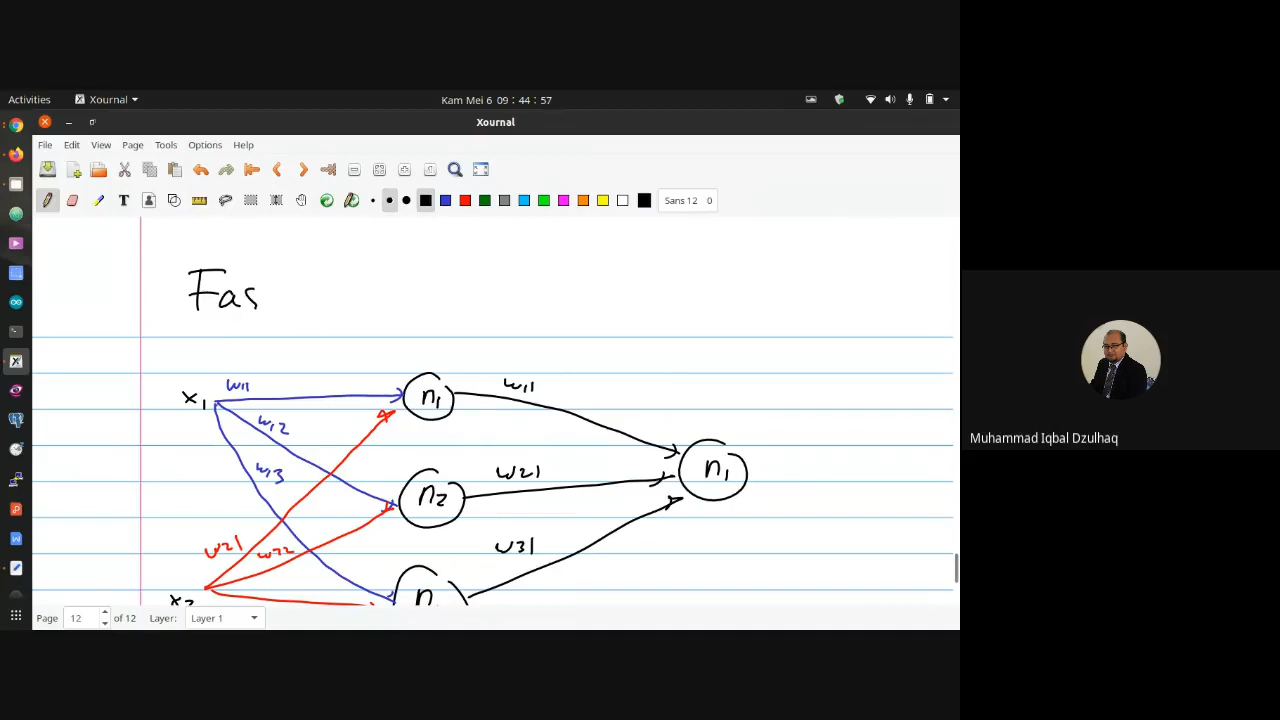 Activities Xournal Kam Mei 6 09:44:57
Xournal
File Edit View Page Tools Options Help
T Sans 12 0
Fas
x1 w11 n1 w11
w12
w13 n2 w21 n1
w21 w22 w31
x2 n
Page 12 of 12 Layer: Layer 1
Muhammad Iqbal Dzulhaq